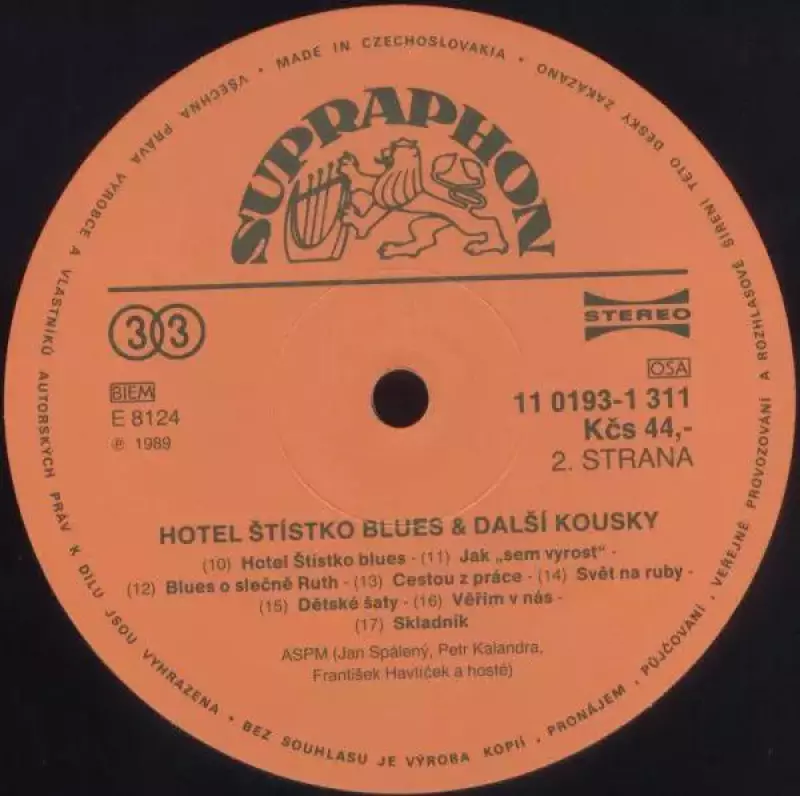 MADE IN CZECHOSLOVAKIA • VŠECHNA PRÁVA VÝROBCE A VLASTNÍKŮ AUTORSKÝCH PRÁV K DÍLU JSOU VYHRAZENA • BEZ SOUHLASU JE VÝROBA KOPIÍ, PRONÁJEM, PŮJČOVÁNÍ, VEŘEJNÉ PROVOZOVÁNÍ A ROZHLASOVÉ ŠÍŘENÍ TÉTO DESKY ZAKÁZÁNO •
SUPRAPHON
33
STEREO
BIEM
OSA
E 8124
11 0193-1 311
℗ 1989
Kčs 44,-
2. STRANA
HOTEL ŠTÍSTKO BLUES & DALŠÍ KOUSKY
(10) Hotel Štístko blues - (11) Jak „sem vyrost" -
(12) Blues o slečně Ruth - (13) Cestou z práce - (14) Svět na ruby -
(15) Dětské šaty - (16) Věřím v nás -
(17) Skladník
ASPM (Jan Spálený, Petr Kalandra,
František Havlíček a hosté)